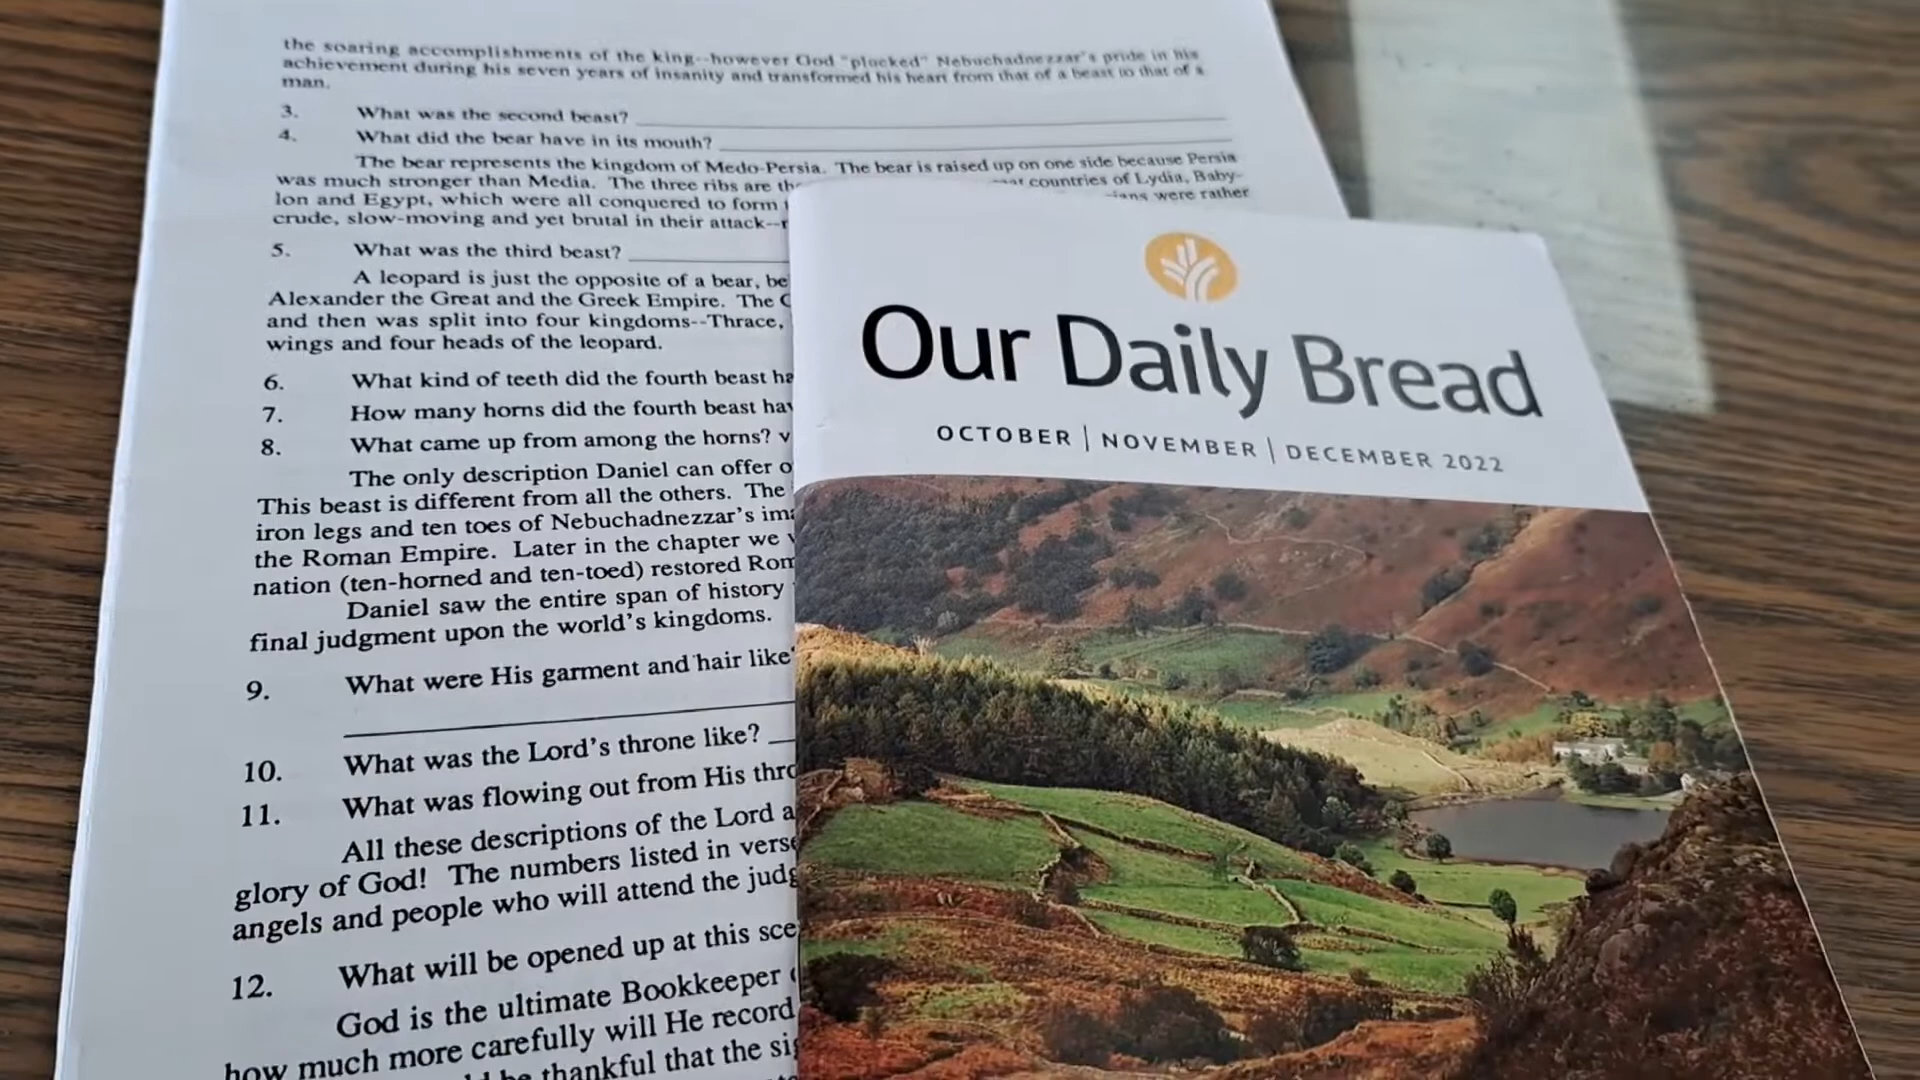 the soaring accomplishments of the king--however God "plucked" Nebuchadnezzar's pride in his
achievement during his seven years of insanity and transformed his heart from that of a beast to that of a
man.
3. What was the second beast?
4. What did the bear have in its mouth?
The bear represents the kingdom of Medo-Persia. The bear is raised up on one side because Persia
was much stronger than Media. The three ribs are countries of Lydia, Baby-
lon and Egypt, which were all conquered to form were rather
crude, slow-moving and yet brutal in their attack--
5. What was the third beast?
A leopard is just the opposite of a bear,
Alexander the Great and the Greek Empire. The
and then was split into four kingdoms--Thrace,
wings and four heads of the leopard.
6. What kind of teeth did the fourth beast
7. How many horns did the fourth beast
8. What came up from among the horns?
The only description Daniel can offer
This beast is different from all the others. The
iron legs and ten toes of Nebuchadnezzar's
the Roman Empire. Later in the chapter we
nation (ten-horned and ten-toed) restored
Daniel saw the entire span of history
final judgment upon the world's kingdoms.
9. What were His garment and hair like
10. What was the Lord's throne like?
11. What was flowing out from His
All these descriptions of the Lord
glory of God! The numbers listed in
angels and people who will attend the
12. What will be opened up at this
God is the ultimate Bookkeeper
how much more carefully will He record
be thankful that the
Our Daily Bread
OCTOBER | NOVEMBER | DECEMBER 2022